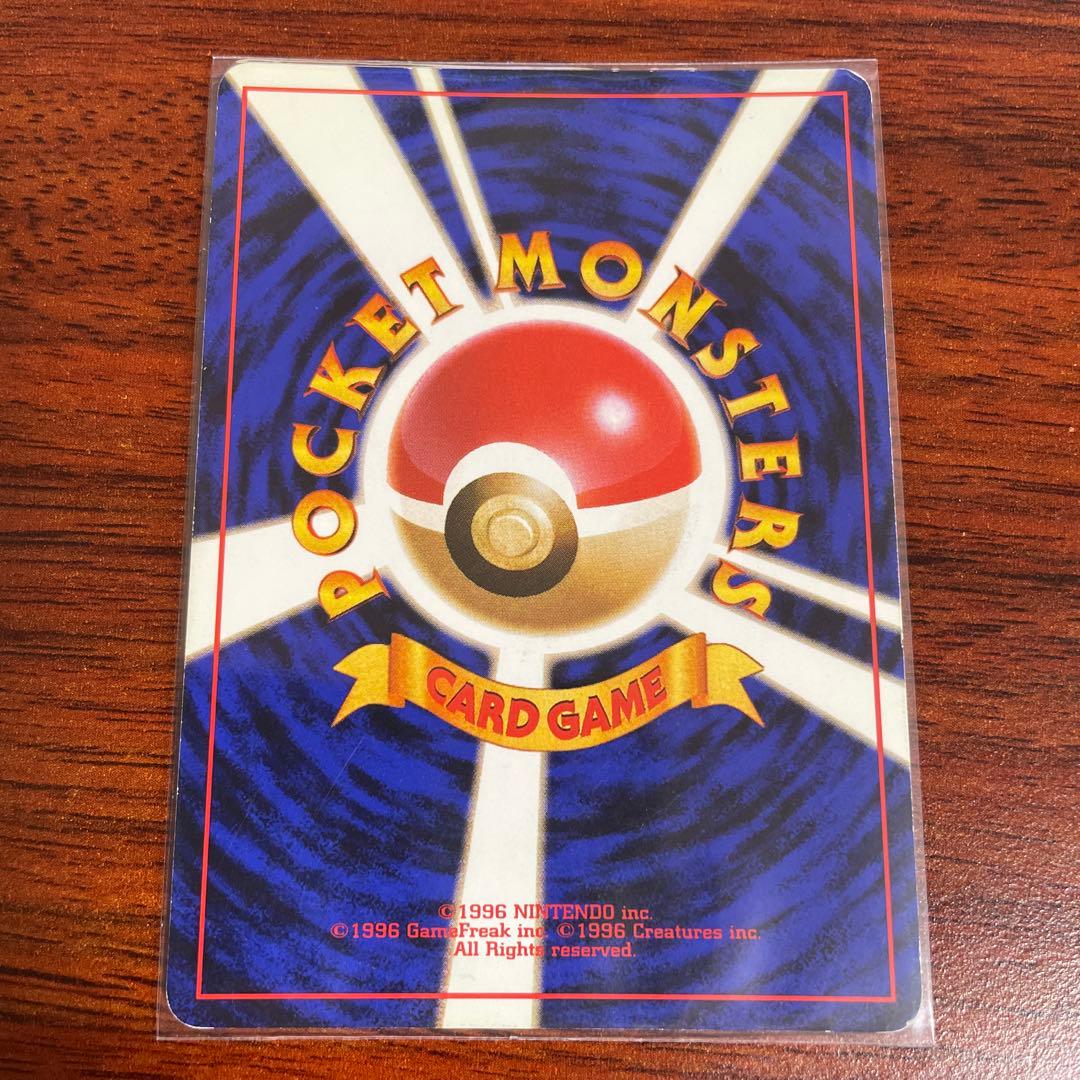 POCKET MONSTERS
CARD GAME
©1996 NINTENDO inc.
©1996 GameFreak inc. ©1996 Creatures inc.
All Rights reserved.